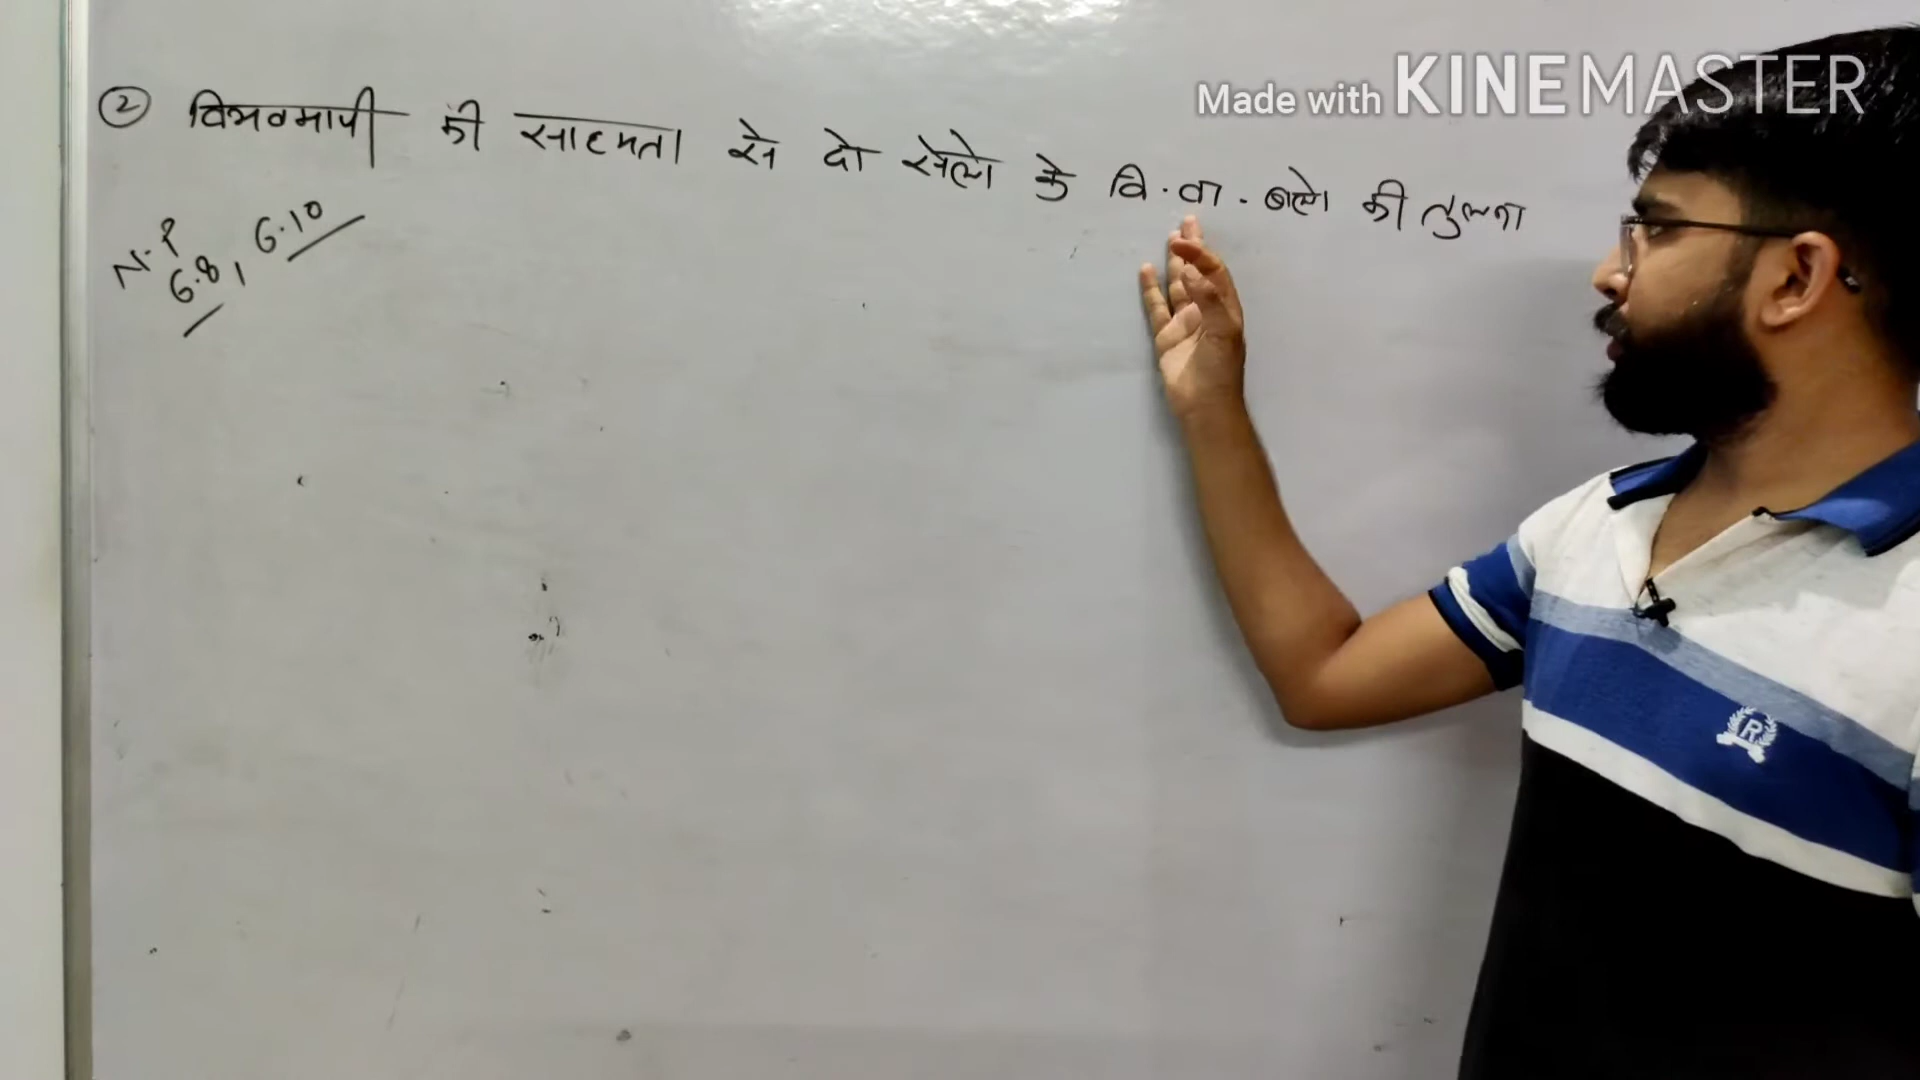 Made with KINEMASTER
② विभवमापी की सहायता से दो सेलो के वि.वा.बलो की तुलना
N.P
6.8, 6.10
R